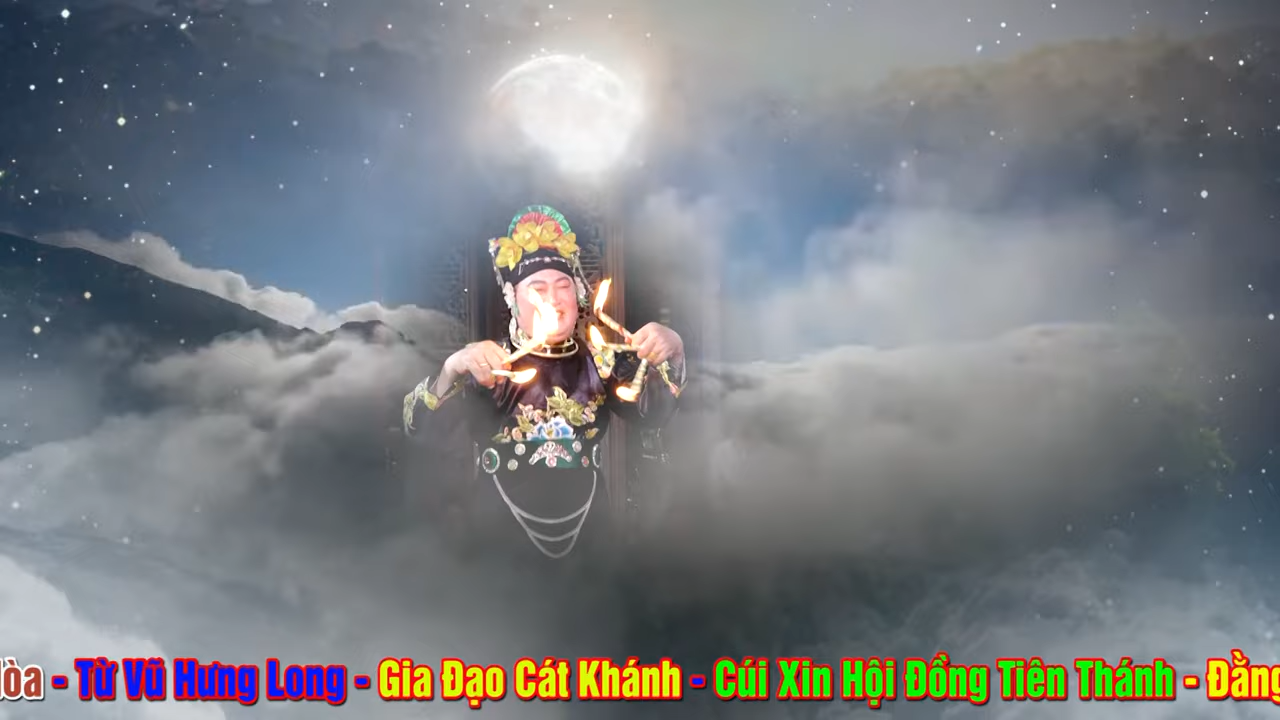 - Từ Vũ Hưng Long - Gia Đạo Cát Khánh - Cúi Xin Hội Đồng Tiên Thánh -